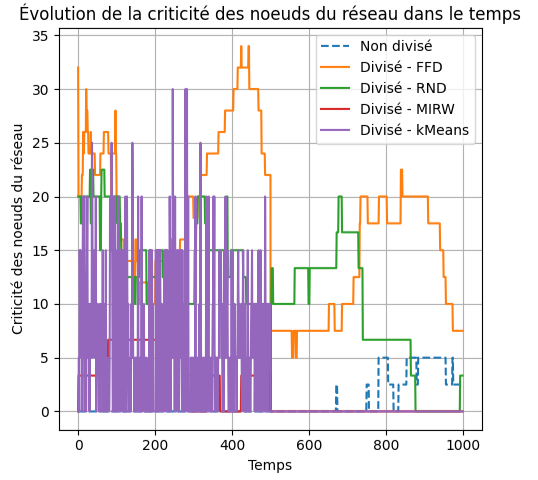 Évolution de la criticité des noeuds du réseau dans le temps
Criticité des noeuds du réseau
35
30
25
20
15
10
5
0
Non divisé
Divisé - FFD
Divisé - RND
Divisé - MIRW
Divisé - kMeans
0 200 400 600 800 1000
Temps